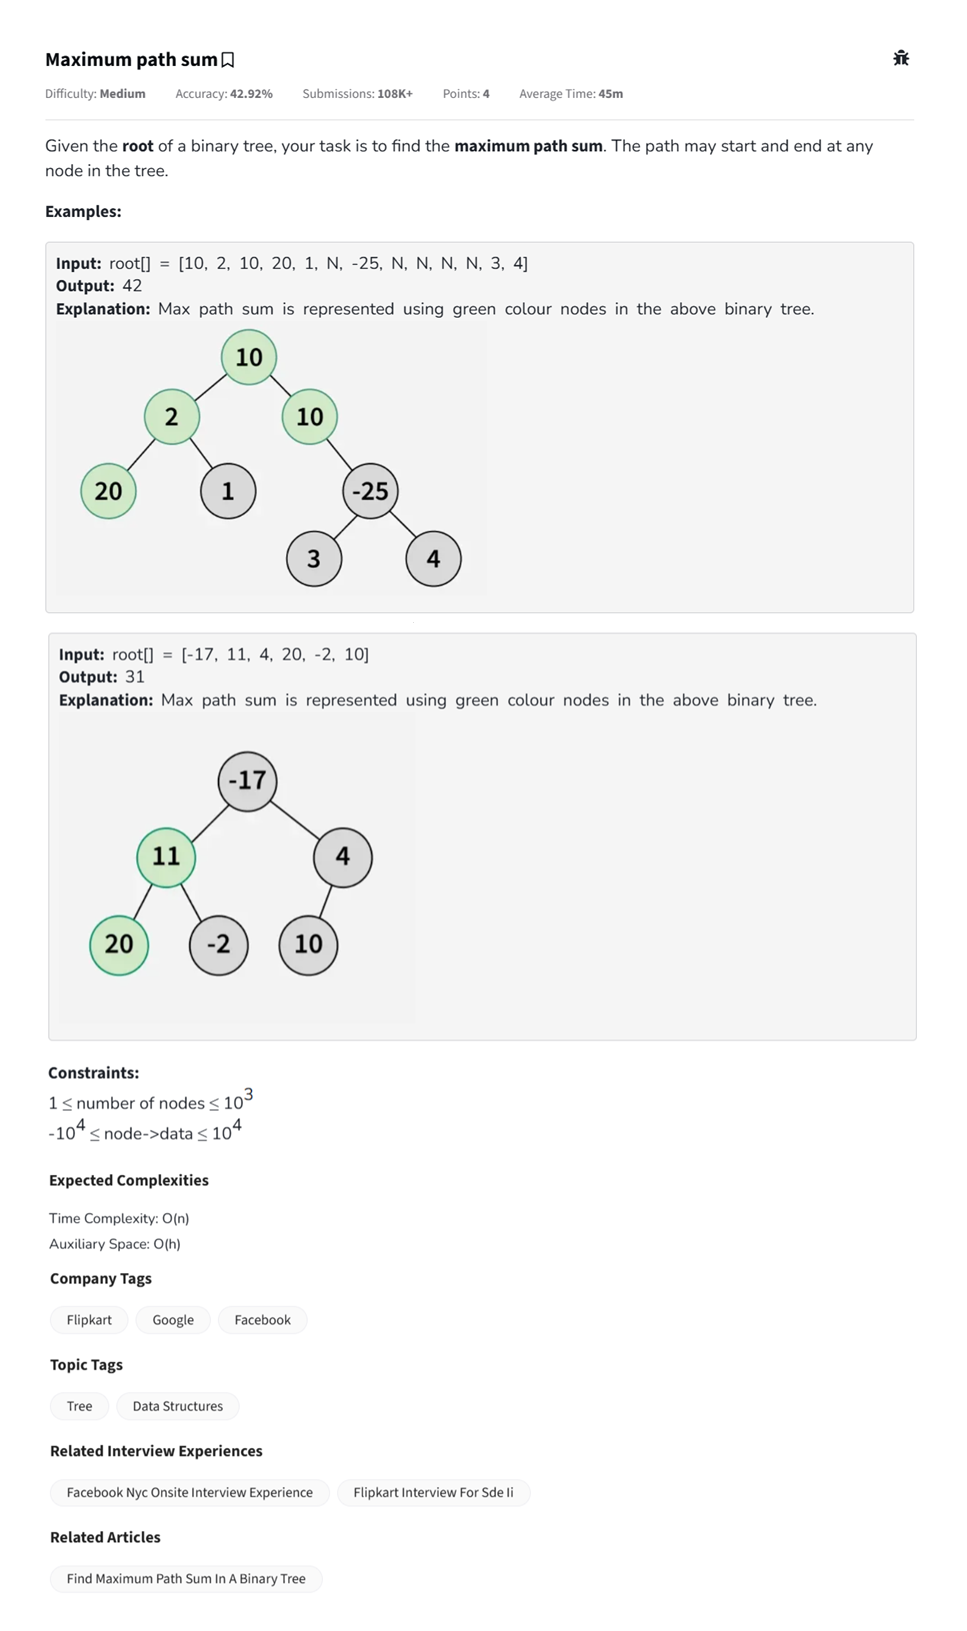 Maximum path sum
Difficulty: Medium Accuracy: 42.92% Submissions: 108K+ Points: 4 Average Time: 45m
Given the root of a binary tree, your task is to find the maximum path sum. The path may start and end at any
node in the tree.
Examples:
Input: root[] = [10, 2, 10, 20, 1, N, -25, N, N, N, N, 3, 4]
Output: 42
Explanation: Max path sum is represented using green colour nodes in the above binary tree.
10
2 10
20 1 -25
3 4
Input: root[] = [-17, 11, 4, 20, -2, 10]
Output: 31
Explanation: Max path sum is represented using green colour nodes in the above binary tree.
-17
11 4
20 -2 10
Constraints:
1 ≤ number of nodes ≤ 10^3
-10^4 ≤ node->data ≤ 10^4
Expected Complexities
Time Complexity: O(n)
Auxiliary Space: O(h)
Company Tags
Flipkart Google Facebook
Topic Tags
Tree Data Structures
Related Interview Experiences
Facebook Nyc Onsite Interview Experience Flipkart Interview For Sde Ii
Related Articles
Find Maximum Path Sum In A Binary Tree